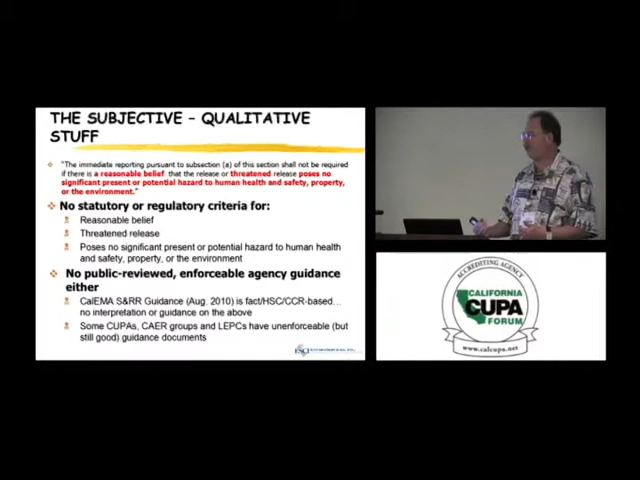 THE SUBJECTIVE – QUALITATIVE
STUFF
"The immediate reporting pursuant to subsection (a) of this section shall not be required
if there is a reasonable belief that the release or threatened release poses no
significant present or potential hazard to human health and safety, property,
or the environment."
No statutory or regulatory criteria for:
Reasonable belief
Threatened release
Poses no significant present or potential hazard to human health
and safety, property, or the environment
No public-reviewed, enforceable agency guidance
either
CalEMA S&RR Guidance (Aug. 2010) is fact/HSC/CCR-based…
no interpretation or guidance on the above
Some CUPAs, CAER groups and LEPCs have unenforceable (but
still good) guidance documents
ACCREDITING AGENCY
CALIFORNIA
CUPA
FORUM
www.calcupa.net